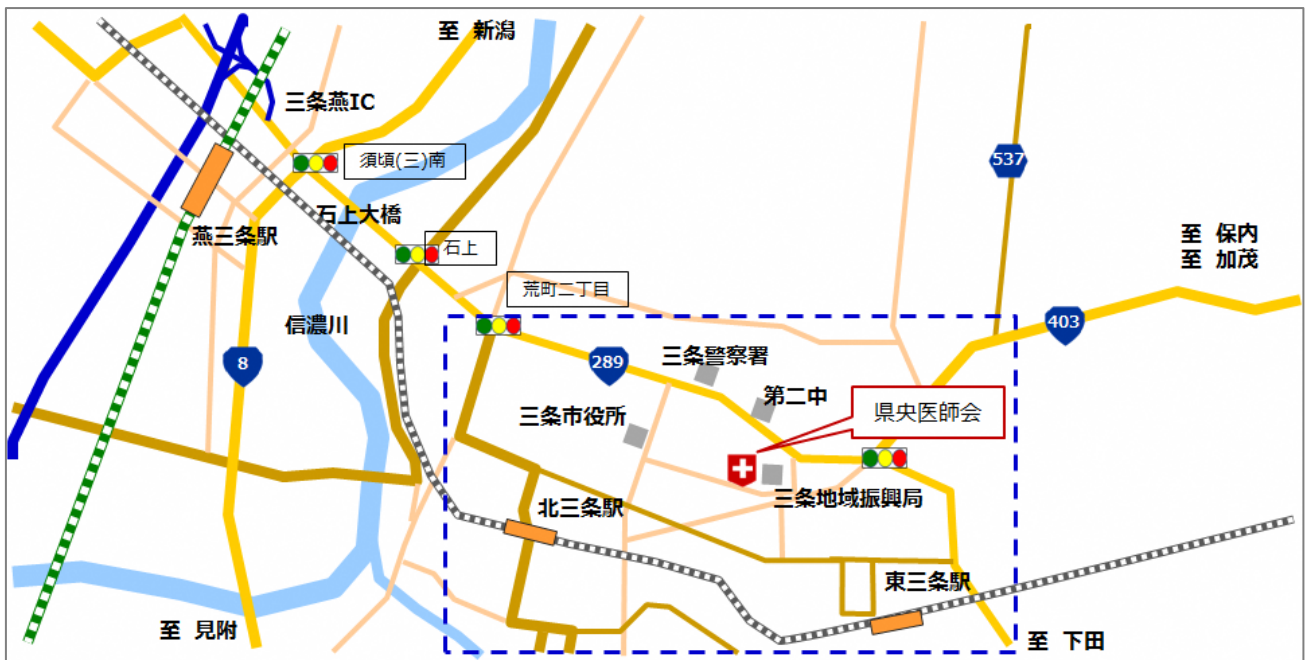 至 新潟
三条燕IC
須頃(三)南
537
石上大橋
燕三条駅
石上
至 保内
至 加茂
荒町二丁目
信濃川
403
8
289
三条警察署
第二中
県央医師会
三条市役所
三条地域振興局
北三条駅
東三条駅
至 見附
至 下田